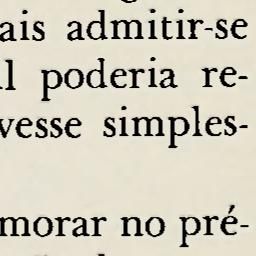 ais admitir-se
l poderia re-
vesse simples-
morar no pré-